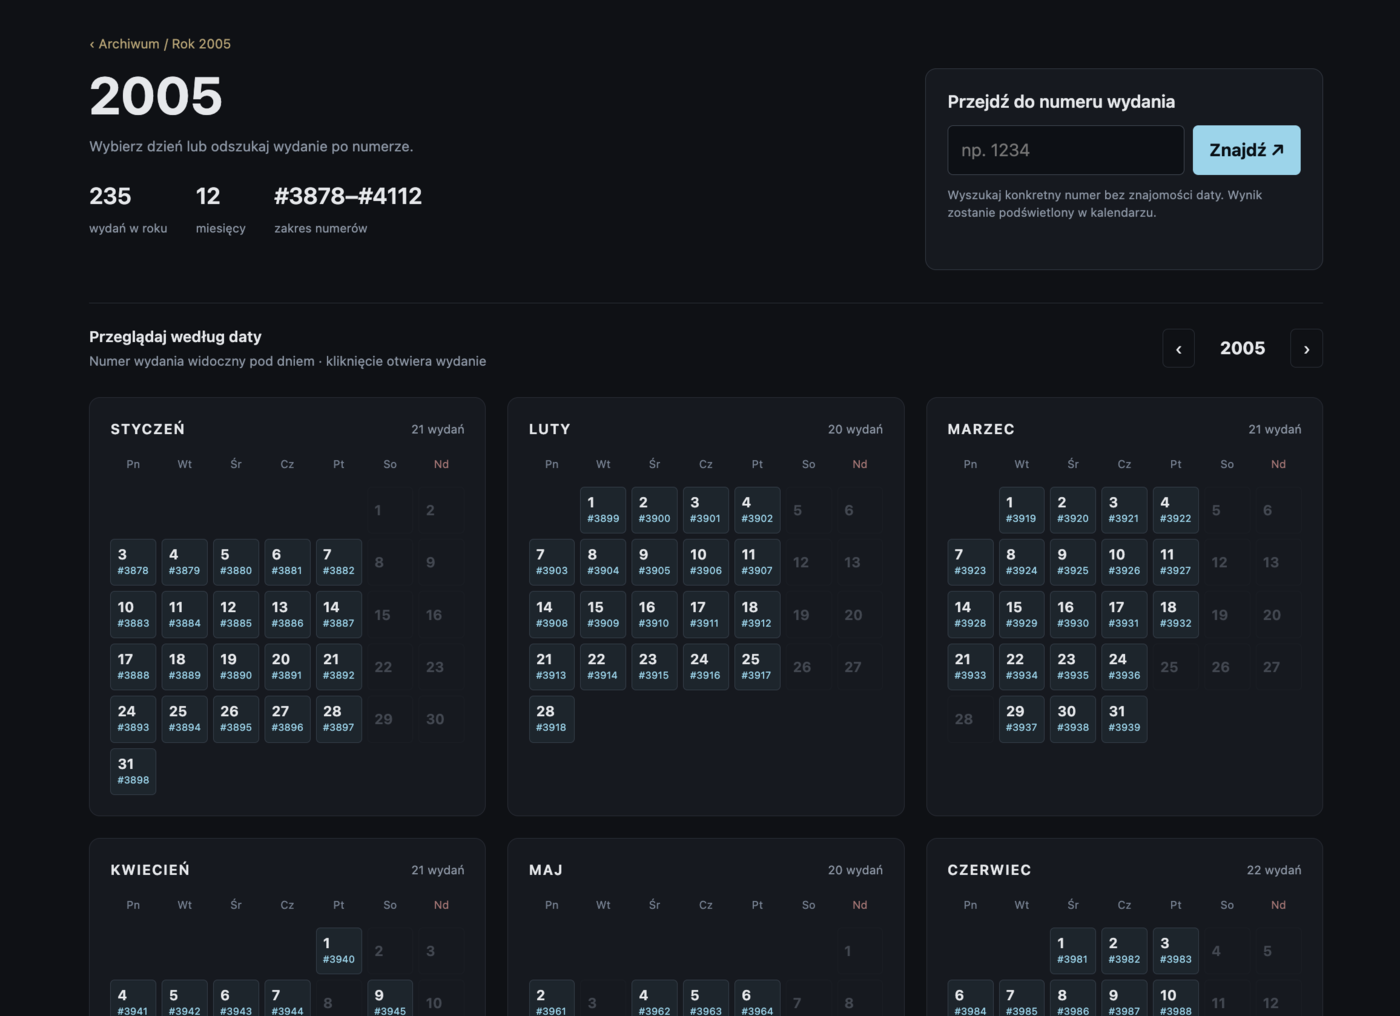 ‹ Archiwum / Rok 2005
2005
Wybierz dzień lub odszukaj wydanie po numerze.
235 12 #3878–#4112
wydań w roku miesięcy zakres numerów
Przejdź do numeru wydania
np. 1234 Znajdź ↗
Wyszukaj konkretny numer bez znajomości daty. Wynik
zostanie podświetlony w kalendarzu.
Przeglądaj według daty
Numer wydania widoczny pod dniem · kliknięcie otwiera wydanie
‹ 2005 ›
STYCZEŃ 21 wydań
Pn Wt Śr Cz Pt So Nd
1 2
3 4 5 6 7 8 9
#3878 #3879 #3880 #3881 #3882
10 11 12 13 14 15 16
#3883 #3884 #3885 #3886 #3887
17 18 19 20 21 22 23
#3888 #3889 #3890 #3891 #3892
24 25 26 27 28 29 30
#3893 #3894 #3895 #3896 #3897
31
#3898
LUTY 20 wydań
Pn Wt Śr Cz Pt So Nd
1 2 3 4 5 6
#3899 #3900 #3901 #3902
7 8 9 10 11 12 13
#3903 #3904 #3905 #3906 #3907
14 15 16 17 18 19 20
#3908 #3909 #3910 #3911 #3912
21 22 23 24 25 26 27
#3913 #3914 #3915 #3916 #3917
28
#3918
MARZEC 21 wydań
Pn Wt Śr Cz Pt So Nd
1 2 3 4 5 6
#3919 #3920 #3921 #3922
7 8 9 10 11 12 13
#3923 #3924 #3925 #3926 #3927
14 15 16 17 18 19 20
#3928 #3929 #3930 #3931 #3932
21 22 23 24 25 26 27
#3933 #3934 #3935 #3936
28 29 30 31
#3937 #3938 #3939
KWIECIEŃ 21 wydań
Pn Wt Śr Cz Pt So Nd
1 2 3
#3940
4 5 6 7 8 9 10
#3941 #3942 #3943 #3944 #3945
MAJ 20 wydań
Pn Wt Śr Cz Pt So Nd
1
2 3 4 5 6 7 8
#3961 #3962 #3963 #3964
CZERWIEC 22 wydań
Pn Wt Śr Cz Pt So Nd
1 2 3 4 5
#3981 #3982 #3983
6 7 8 9 10 11 12
#3984 #3985 #3986 #3987 #3988